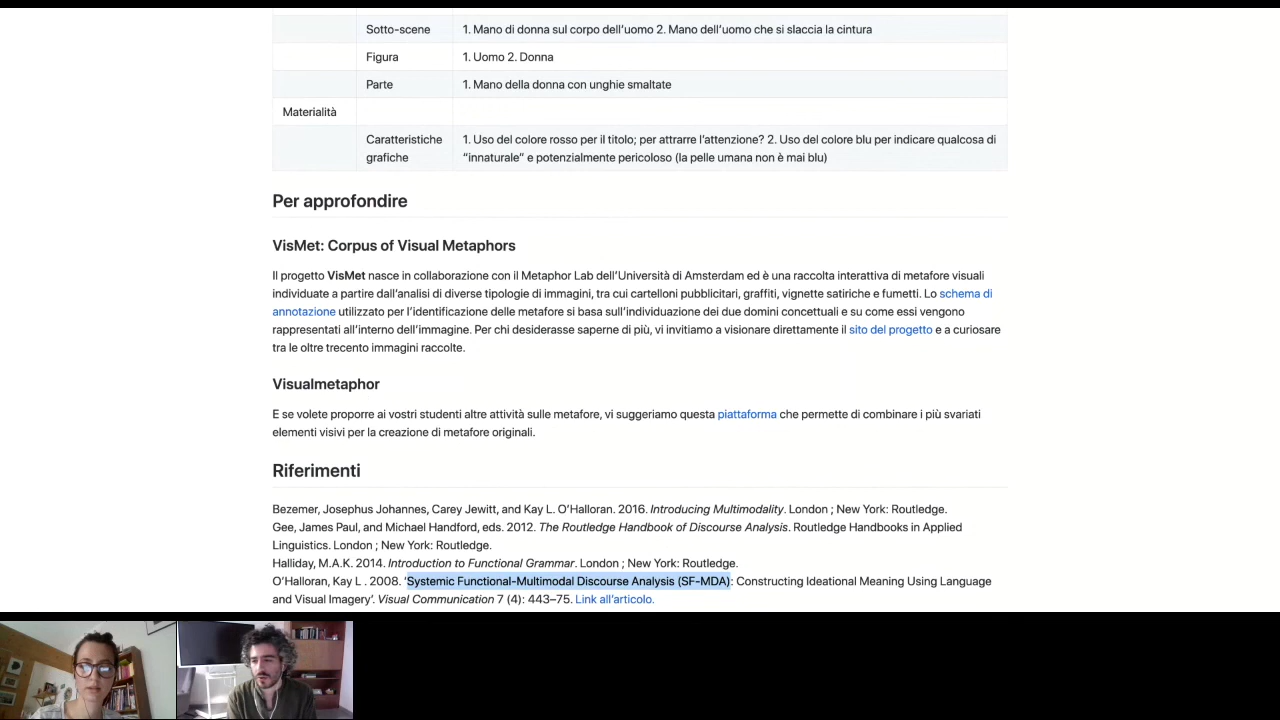 Sotto-scene 1. Mano di donna sul corpo dell’uomo 2. Mano dell’uomo che si slaccia la cintura
Figura 1. Uomo 2. Donna
Parte 1. Mano della donna con unghie smaltate
Materialità
Caratteristiche grafiche 1. Uso del colore rosso per il titolo; per attrarre l’attenzione? 2. Uso del colore blu per indicare qualcosa di
“innaturale” e potenzialmente pericoloso (la pelle umana non è mai blu)
Per approfondire
VisMet: Corpus of Visual Metaphors
Il progetto VisMet nasce in collaborazione con il Metaphor Lab dell’Università di Amsterdam ed è una raccolta interattiva di metafore visuali
individuate a partire dall’analisi di diverse tipologie di immagini, tra cui cartelloni pubblicitari, graffiti, vignette satiriche e fumetti. Lo schema di
annotazione utilizzato per l’identificazione delle metafore si basa sull’individuazione dei due domini concettuali e su come essi vengono
rappresentati all’interno dell’immagine. Per chi desiderasse saperne di più, vi invitiamo a visionare direttamente il sito del progetto e a curiosare
tra le oltre trecento immagini raccolte.
Visualmetaphor
E se volete proporre ai vostri studenti altre attività sulle metafore, vi suggeriamo questa piattaforma che permette di combinare i più svariati
elementi visivi per la creazione di metafore originali.
Riferimenti
Bezemer, Josephus Johannes, Carey Jewitt, and Kay L. O’Halloran. 2016. Introducing Multimodality. London ; New York: Routledge.
Gee, James Paul, and Michael Handford, eds. 2012. The Routledge Handbook of Discourse Analysis. Routledge Handbooks in Applied
Linguistics. London ; New York: Routledge.
Halliday, M.A.K. 2014. Introduction to Functional Grammar. London ; New York: Routledge.
O’Halloran, Kay L . 2008. ‘Systemic Functional-Multimodal Discourse Analysis (SF-MDA): Constructing Ideational Meaning Using Language
and Visual Imagery’. Visual Communication 7 (4): 443–75. Link all’articolo.